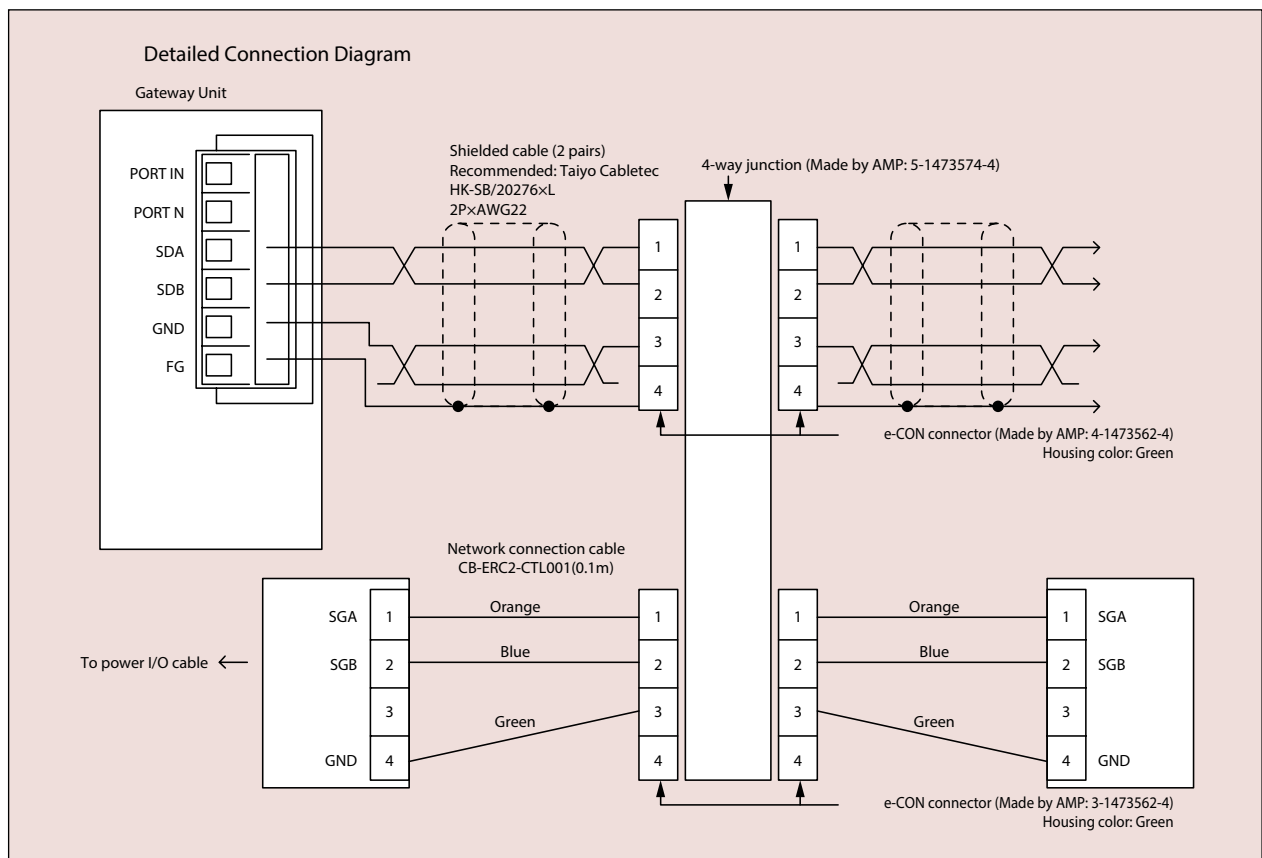 Detailed Connection Diagram
Gateway Unit
PORT IN
PORT N
SDA
SDB
GND
FG
Shielded cable (2 pairs)
Recommended: Taiyo Cabletec
HK-SB/20276×L
2P×AWG22
4-way junction (Made by AMP: 5-1473574-4)
1
2
3
4
1
2
3
4
e-CON connector (Made by AMP: 4-1473562-4)
Housing color: Green
Network connection cable
CB-ERC2-CTL001(0.1m)
To power I/O cable
SGA
SGB
GND
1
2
3
4
Orange
Blue
Green
1
2
3
4
1
2
3
4
Orange
Blue
Green
1
2
3
4
SGA
SGB
GND
e-CON connector (Made by AMP: 3-1473562-4)
Housing color: Green